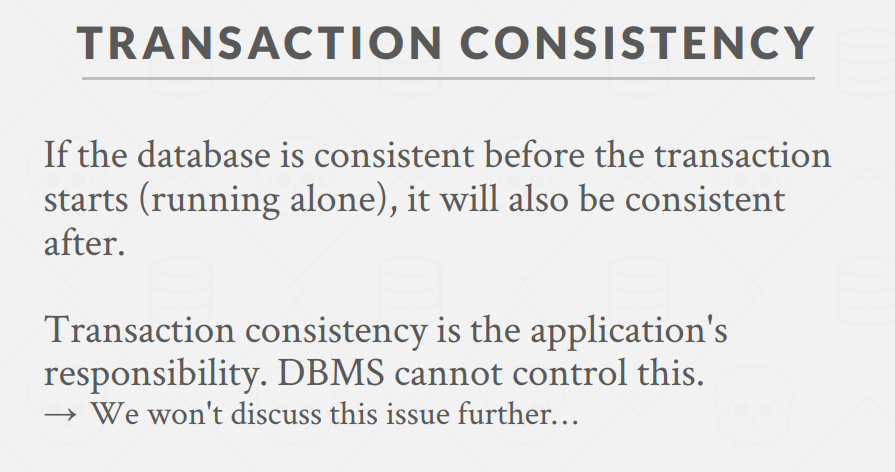 TRANSACTION CONSISTENCY
If the database is consistent before the transaction
starts (running alone), it will also be consistent
after.
Transaction consistency is the application's
responsibility. DBMS cannot control this.
→ We won't discuss this issue further…